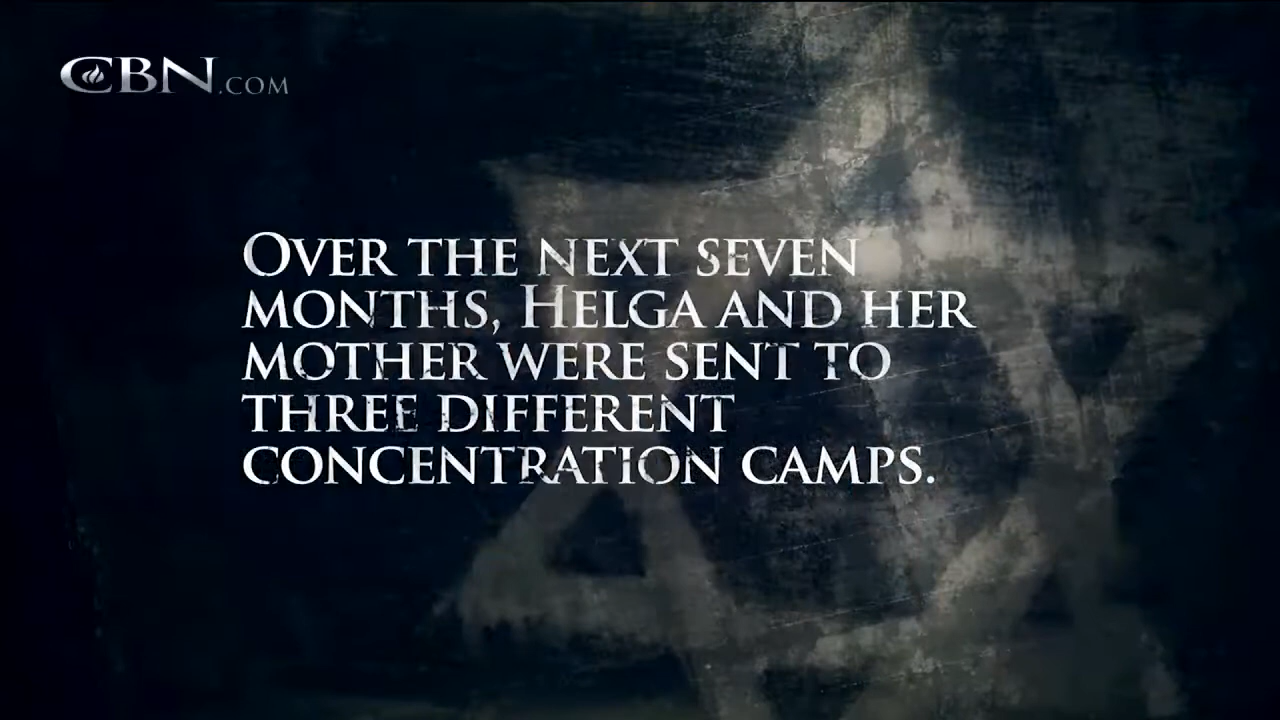 CBN.COM
OVER THE NEXT SEVEN
MONTHS, HELGA AND HER
MOTHER WERE SENT TO
THREE DIFFERENT
CONCENTRATION CAMPS.